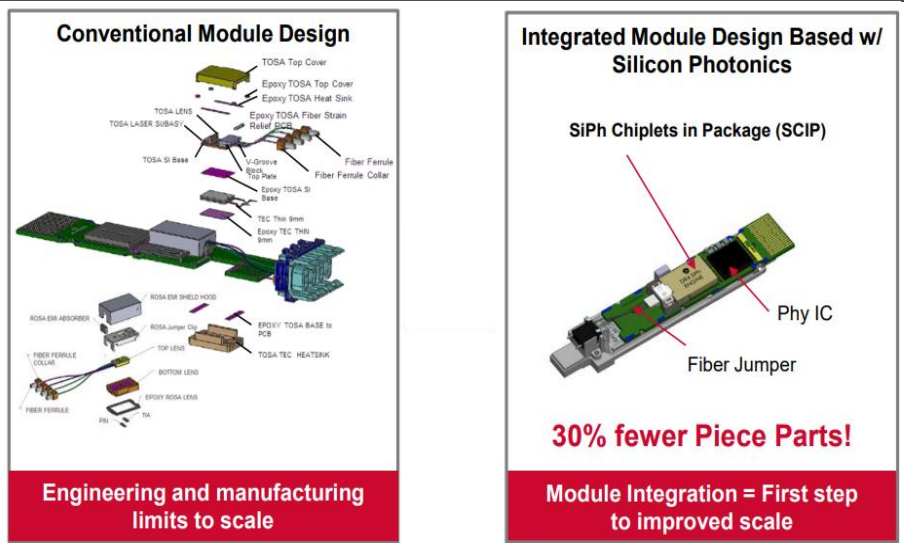 Conventional Module Design
TOSA Top Cover
Epoxy TOSA Top Cover
Epoxy TOSA Heat Sink
TOSA LENS
Epoxy TOSA Fiber Strain
Relief PCB
TOSA LASER SUBASV
TOSA SI Base
V-Groove
Block
Top Plate
Fiber Ferrule
Fiber Ferrule Collar
Epoxy TOSA SI
Base
TEC Thin 9mm
Epoxy TEC THIN
9mm
ROSA EMI SHIELD HOOD
ROSA EMI ABSORBER
ROSA Jumper Clip
EPOXY TOSA BASE to
PCB
FIBER FERRULE
COLLAR
TOP LENS
TOSA TEC HEATSINK
BOTTOM LENS
EPOXY ROSA LENS
FIBER FERRULE
PIN
TIA
Engineering and manufacturing
limits to scale
Integrated Module Design Based w/
Silicon Photonics
SiPh Chiplets in Package (SCIP)
DR4 SiPh
ENGINE
Phy IC
Fiber Jumper
30% fewer Piece Parts!
Module Integration = First step
to improved scale